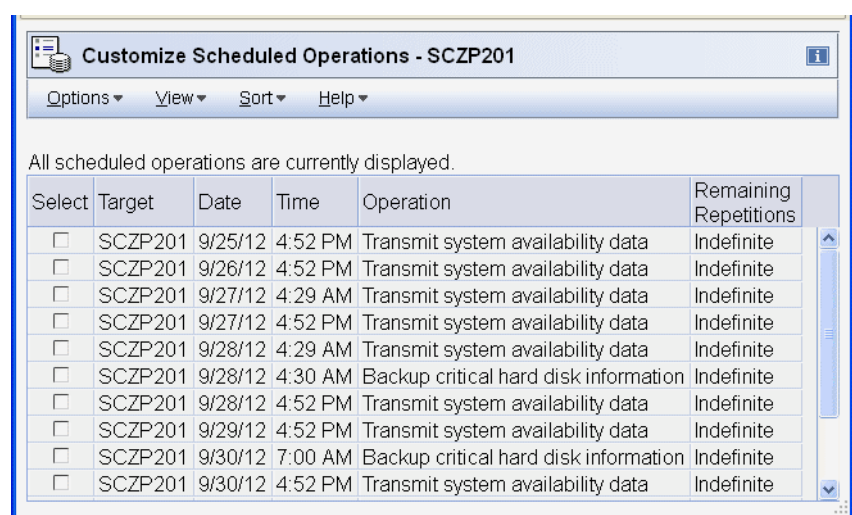 Customize Scheduled Operations - SCZP201
i
Options View Sort Help
All scheduled operations are currently displayed.
Select Target Date Time Operation Remaining Repetitions
SCZP201 9/25/12 4:52 PM Transmit system availability data Indefinite
SCZP201 9/26/12 4:52 PM Transmit system availability data Indefinite
SCZP201 9/27/12 4:29 AM Transmit system availability data Indefinite
SCZP201 9/27/12 4:52 PM Transmit system availability data Indefinite
SCZP201 9/28/12 4:29 AM Transmit system availability data Indefinite
SCZP201 9/28/12 4:30 AM Backup critical hard disk information Indefinite
SCZP201 9/28/12 4:52 PM Transmit system availability data Indefinite
SCZP201 9/29/12 4:52 PM Transmit system availability data Indefinite
SCZP201 9/30/12 7:00 AM Backup critical hard disk information Indefinite
SCZP201 9/30/12 4:52 PM Transmit system availability data Indefinite